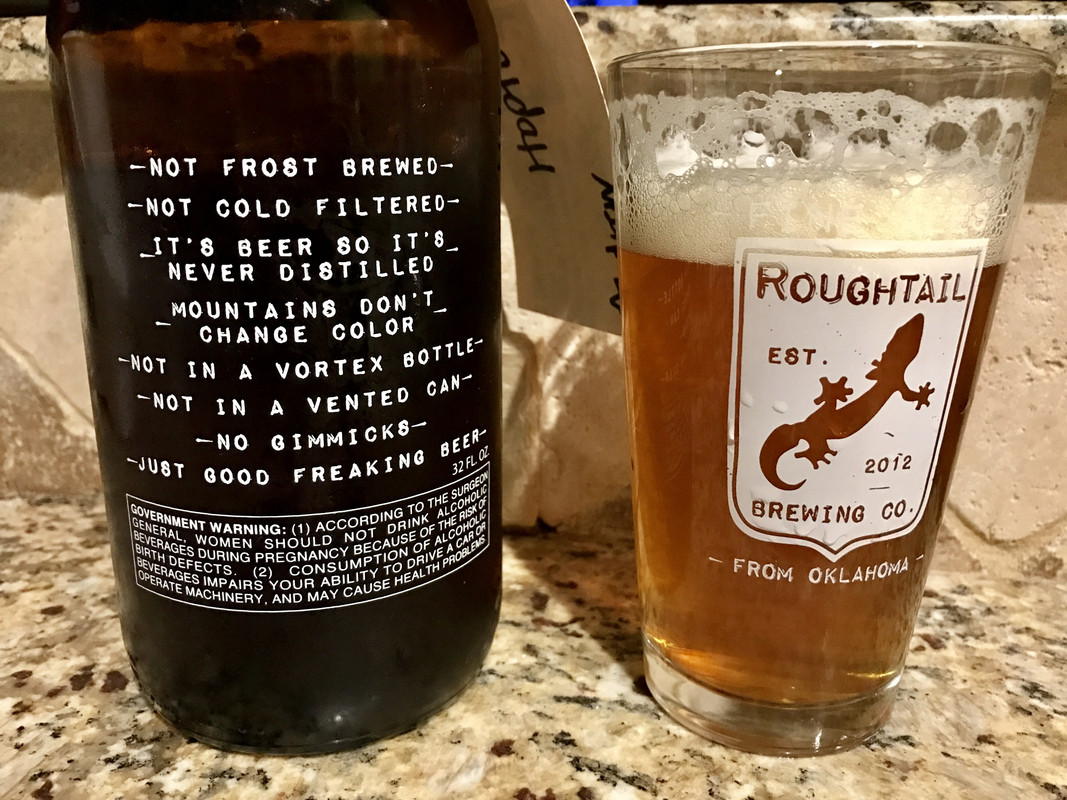 —NOT FROST BREWED—
—NOT COLD FILTERED—
—IT'S BEER SO IT'S—
NEVER DISTILLED
—MOUNTAINS DON'T—
CHANGE COLOR
—NOT IN A VORTEX BOTTLE—
—NOT IN A VENTED CAN—
—NO GIMMICKS—
—JUST GOOD FREAKING BEER—
32 FL. OZ.
GOVERNMENT WARNING: (1) ACCORDING TO THE SURGEON
GENERAL, WOMEN SHOULD NOT DRINK ALCOHOLIC
BEVERAGES DURING PREGNANCY BECAUSE OF THE RISK OF
BIRTH DEFECTS. (2) CONSUMPTION OF ALCOHOLIC
BEVERAGES IMPAIRS YOUR ABILITY TO DRIVE A CAR OR
OPERATE MACHINERY, AND MAY CAUSE HEALTH PROBLEMS.
ROUGHTAIL
EST.
2012
BREWING CO.
— FROM OKLAHOMA —